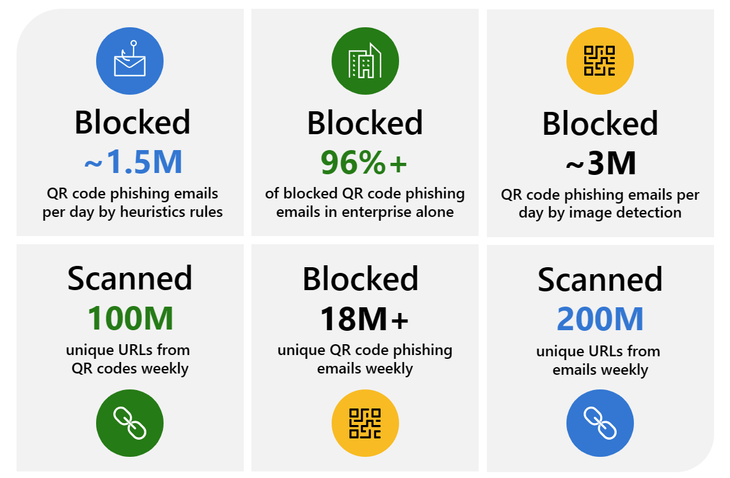 Blocked
~1.5M
QR code phishing emails
per day by heuristics rules
Blocked
96%+
of blocked QR code phishing
emails in enterprise alone
Blocked
~3M
QR code phishing emails per
day by image detection
Scanned
100M
unique URLs from
QR codes weekly
Blocked
18M+
unique QR code phishing
emails weekly
Scanned
200M
unique URLs from
emails weekly